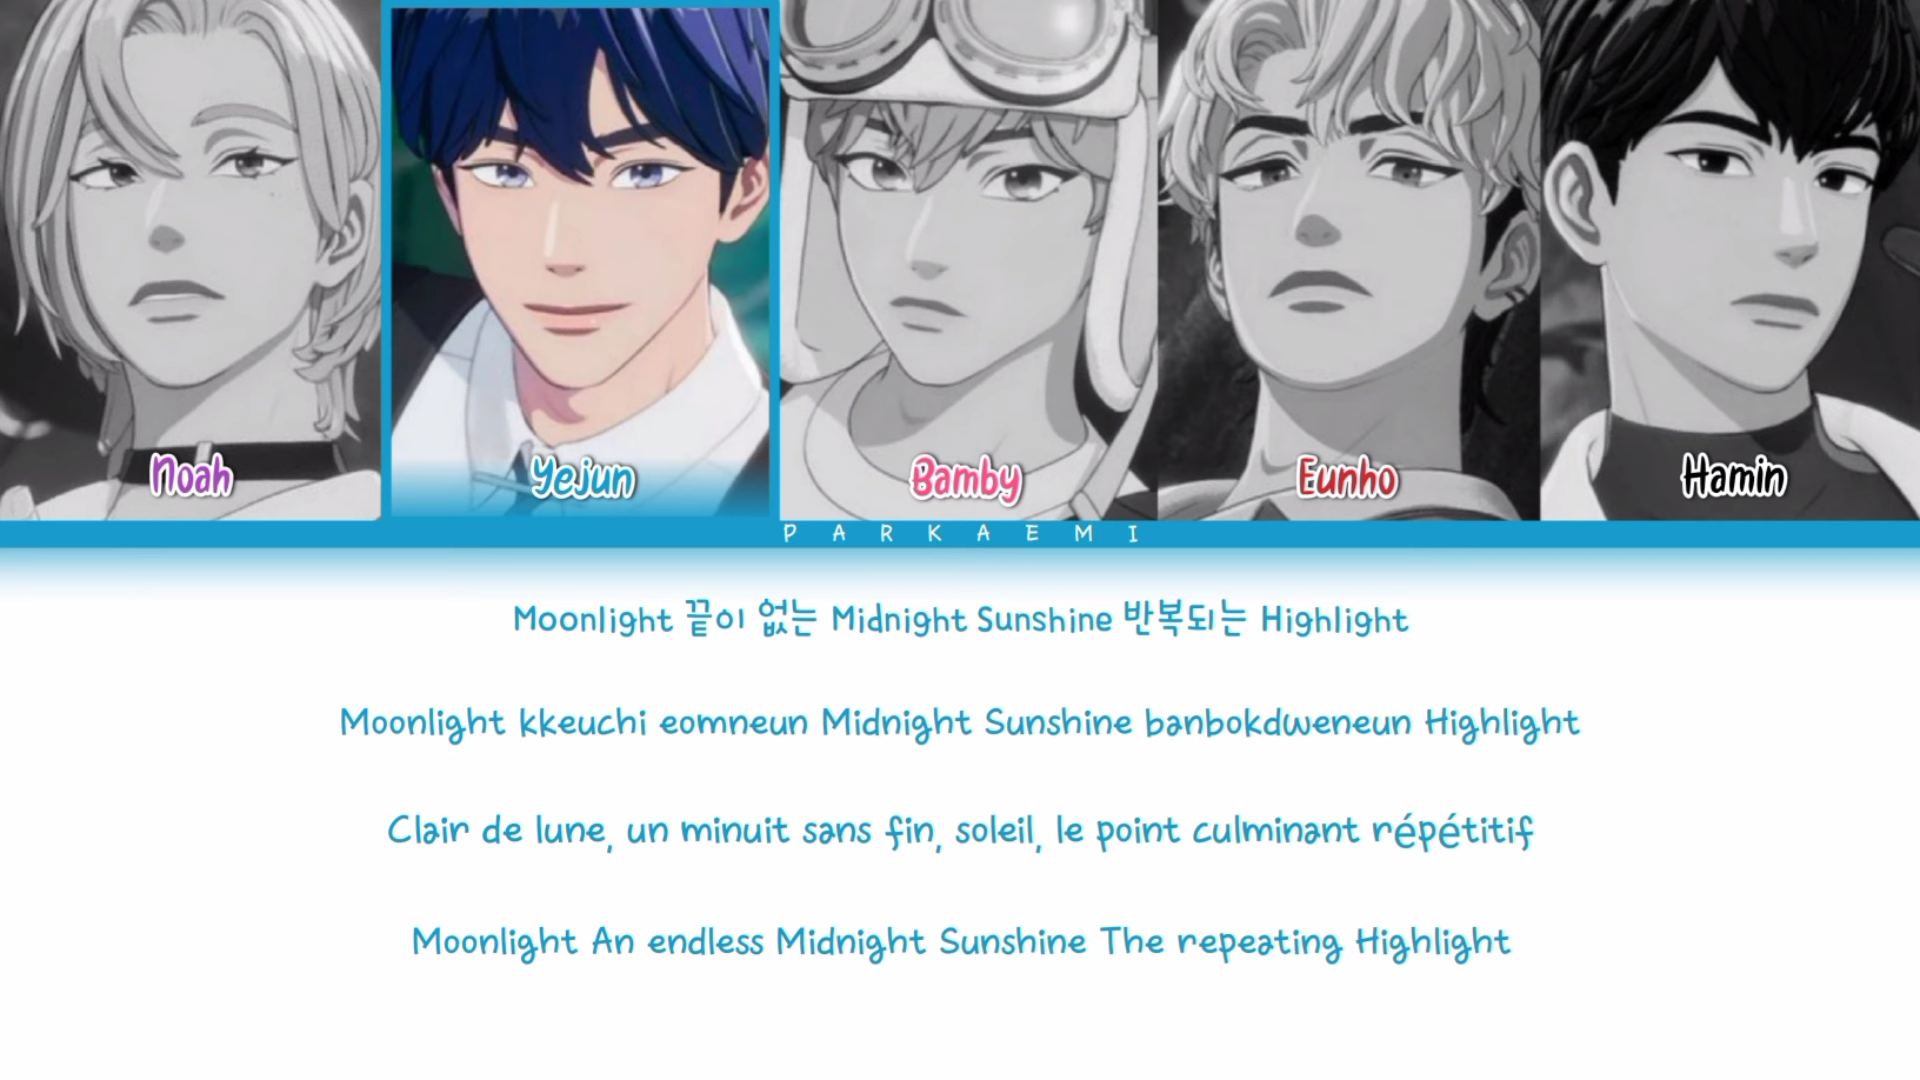 Noah
Yejun
Bamby
Eunho
Hamin
PARKAEMI
Moonlight 끝이 없는 Midnight Sunshine 반복되는 Highlight
Moonlight kkeuchi eomneun Midnight Sunshine banbokdweneun Highlight
Clair de lune, un minuit sans fin, soleil, le point culminant répétitif
Moonlight An endless Midnight Sunshine The repeating Highlight